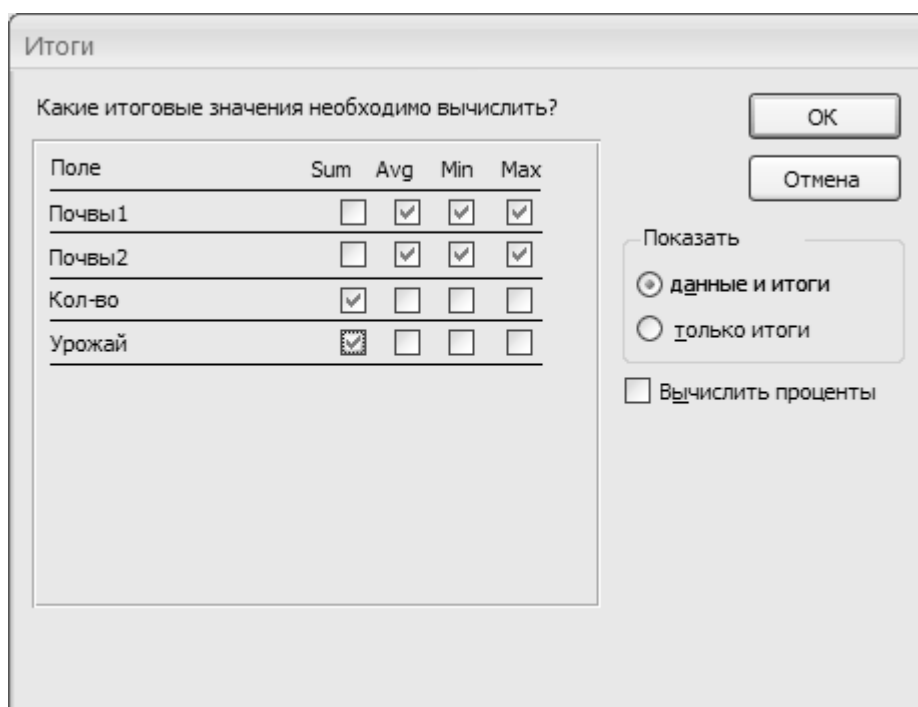 Итоги
Какие итоговые значения необходимо вычислить?
ОК
Отмена
Поле Sum Avg Min Max
Почвы1
Почвы2
Кол-во
Урожай
Показать
данные и итоги
только итоги
Вычислить проценты